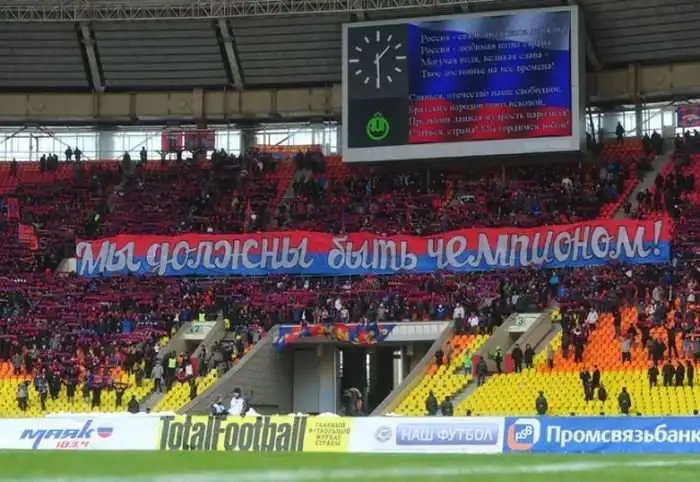 Россия - священная наша держава,
Россия - любимая наша страна.
Могучая воля, великая слава -
Твоё достоянье на все времена!
Славься, отечество наше свободное,
Братских народов союз вековой,
Предками данная мудрость народная!
Славься, страна! Мы гордимся тобой!
Мы должны быть чемпионом!
маяк
103.4
TotalFootball
НАШ ФУТБОЛ
psb
Промсвязьбанк